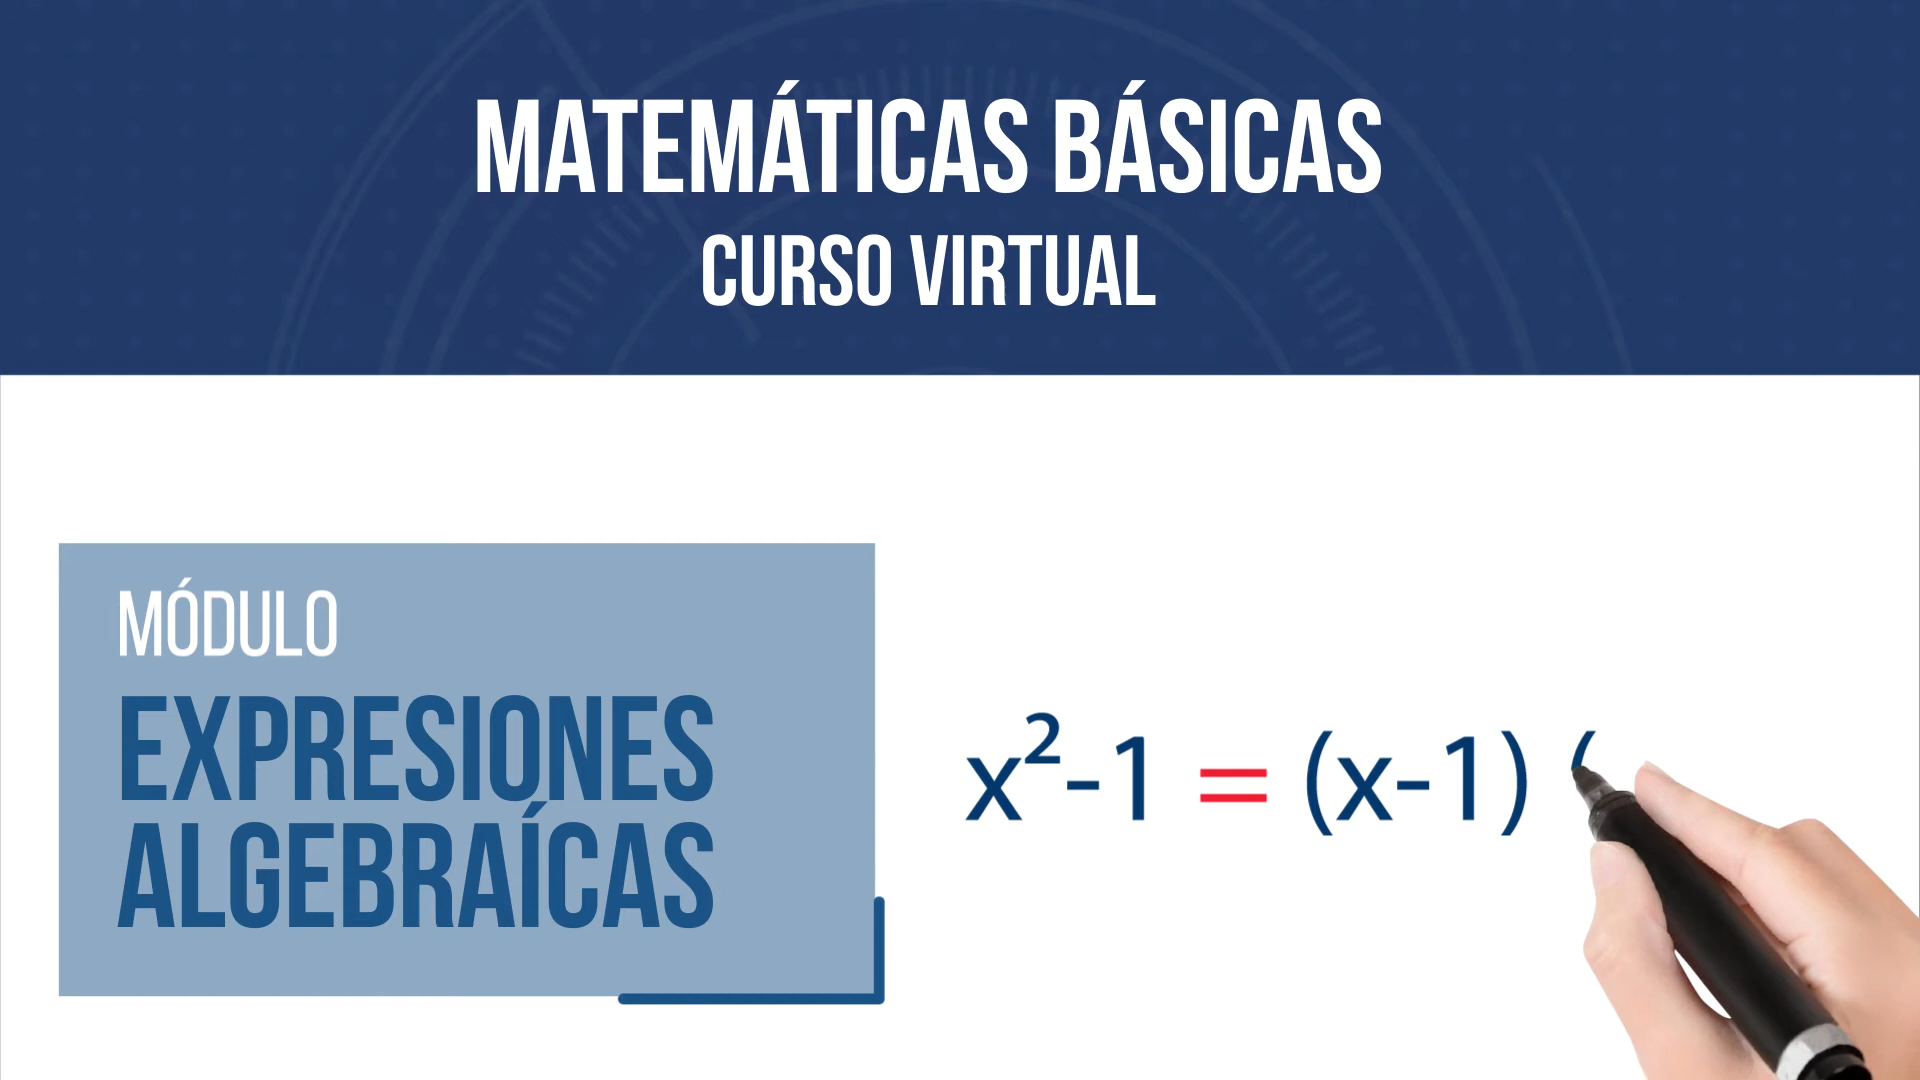 MATEMÁTICAS BÁSICAS
CURSO VIRTUAL
MÓDULO
EXPRESIONES
ALGEBRAÍCAS
x²-1 = (x-1) (